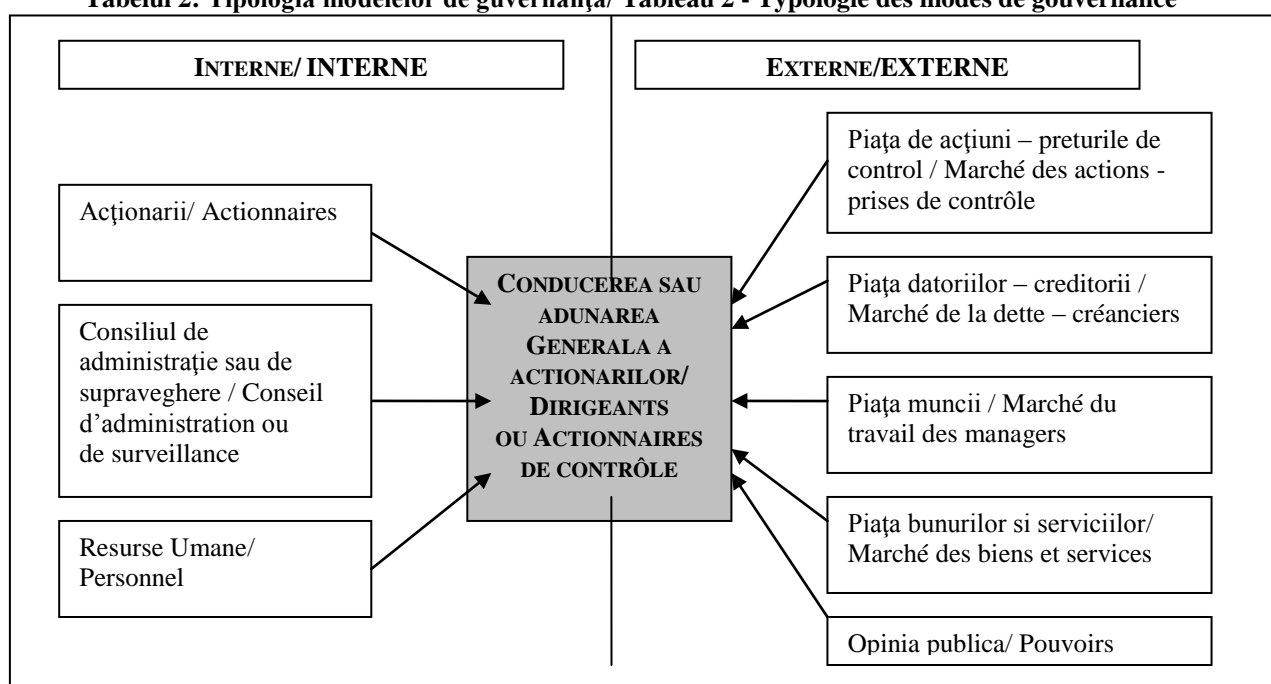 Tabelul 2: Tipologia modelelor de guvernanţă/ Tableau 2 - Typologie des modes de gouvernance
INTERNE/ INTERNE
EXTERNE/EXTERNE
Acţionarii/ Actionnaires
Consiliul de
administraţie sau de
supraveghere / Conseil
d’administration ou
de surveillance
Resurse Umane/
Personnel
CONDUCEREA SAU
ADUNAREA
GENERALA A
ACTIONARILOR/
DIRIGEANTS
OU ACTIONNAIRES
DE CONTRÔLE
Piaţa de acţiuni – preturile de
control / Marché des actions -
prises de contrôle
Piaţa datoriilor – creditorii /
Marché de la dette – créanciers
Piaţa muncii / Marché du
travail des managers
Piaţa bunurilor si serviciilor/
Marché des biens et services
Opinia publica/ Pouvoirs